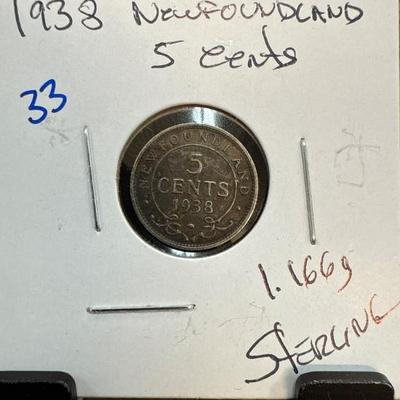 1938 NEWFOUNDLAND
5 cents
33
NEWFOUNDLAND
5
CENTS
1938
1.166g
STERLING